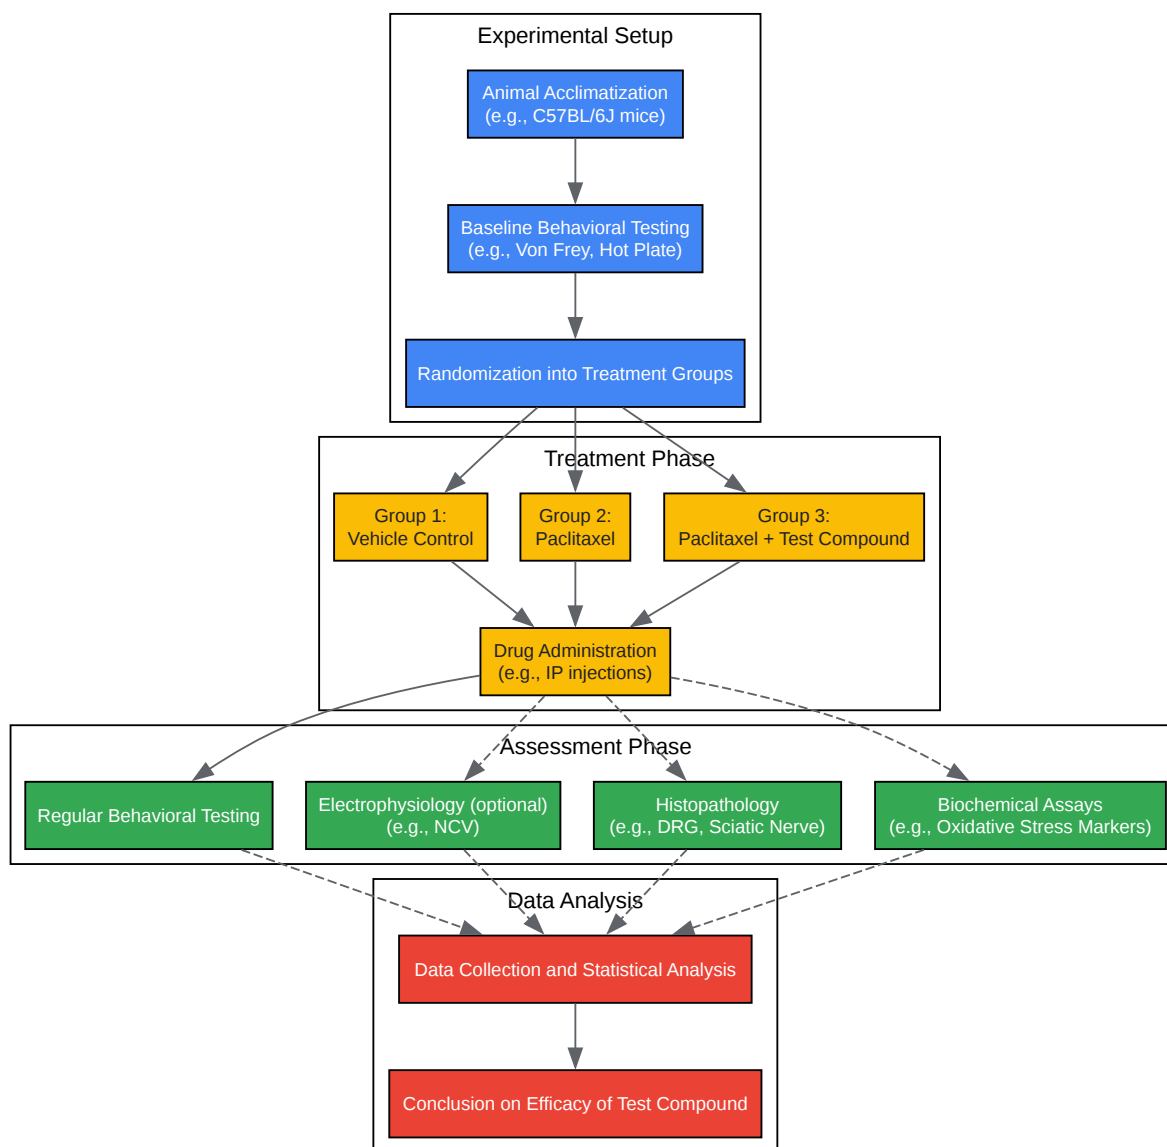 Experimental Setup
Animal Acclimatization
(e.g., C57BL/6J mice)
Baseline Behavioral Testing
(e.g., Von Frey, Hot Plate)
Randomization into Treatment Groups
Treatment Phase
Group 1:
Vehicle Control
Group 2:
Paclitaxel
Group 3:
Paclitaxel + Test Compound
Drug Administration
(e.g., IP injections)
Assessment Phase
Regular Behavioral Testing
Electrophysiology (optional)
(e.g., NCV)
Histopathology
(e.g., DRG, Sciatic Nerve)
Biochemical Assays
(e.g., Oxidative Stress Markers)
Data Analysis
Data Collection and Statistical Analysis
Conclusion on Efficacy of Test Compound